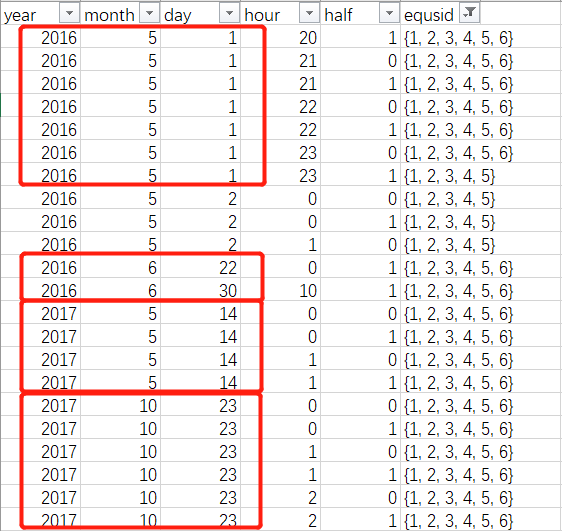 year month day hour half equsid
2016 5 1 20 1 {1, 2, 3, 4, 5, 6}
2016 5 1 21 0 {1, 2, 3, 4, 5, 6}
2016 5 1 21 1 {1, 2, 3, 4, 5, 6}
2016 5 1 22 0 {1, 2, 3, 4, 5, 6}
2016 5 1 22 1 {1, 2, 3, 4, 5, 6}
2016 5 1 23 0 {1, 2, 3, 4, 5, 6}
2016 5 1 23 1 {1, 2, 3, 4, 5}
2016 5 2 0 0 {1, 2, 3, 4, 5}
2016 5 2 0 1 {1, 2, 3, 4, 5}
2016 5 2 1 0 {1, 2, 3, 4, 5}
2016 6 22 0 1 {1, 2, 3, 4, 5, 6}
2016 6 30 10 1 {1, 2, 3, 4, 5, 6}
2017 5 14 0 0 {1, 2, 3, 4, 5, 6}
2017 5 14 0 1 {1, 2, 3, 4, 5, 6}
2017 5 14 1 0 {1, 2, 3, 4, 5, 6}
2017 5 14 1 1 {1, 2, 3, 4, 5, 6}
2017 10 23 0 0 {1, 2, 3, 4, 5, 6}
2017 10 23 0 1 {1, 2, 3, 4, 5, 6}
2017 10 23 1 0 {1, 2, 3, 4, 5, 6}
2017 10 23 1 1 {1, 2, 3, 4, 5, 6}
2017 10 23 2 0 {1, 2, 3, 4, 5, 6}
2017 10 23 2 1 {1, 2, 3, 4, 5, 6}